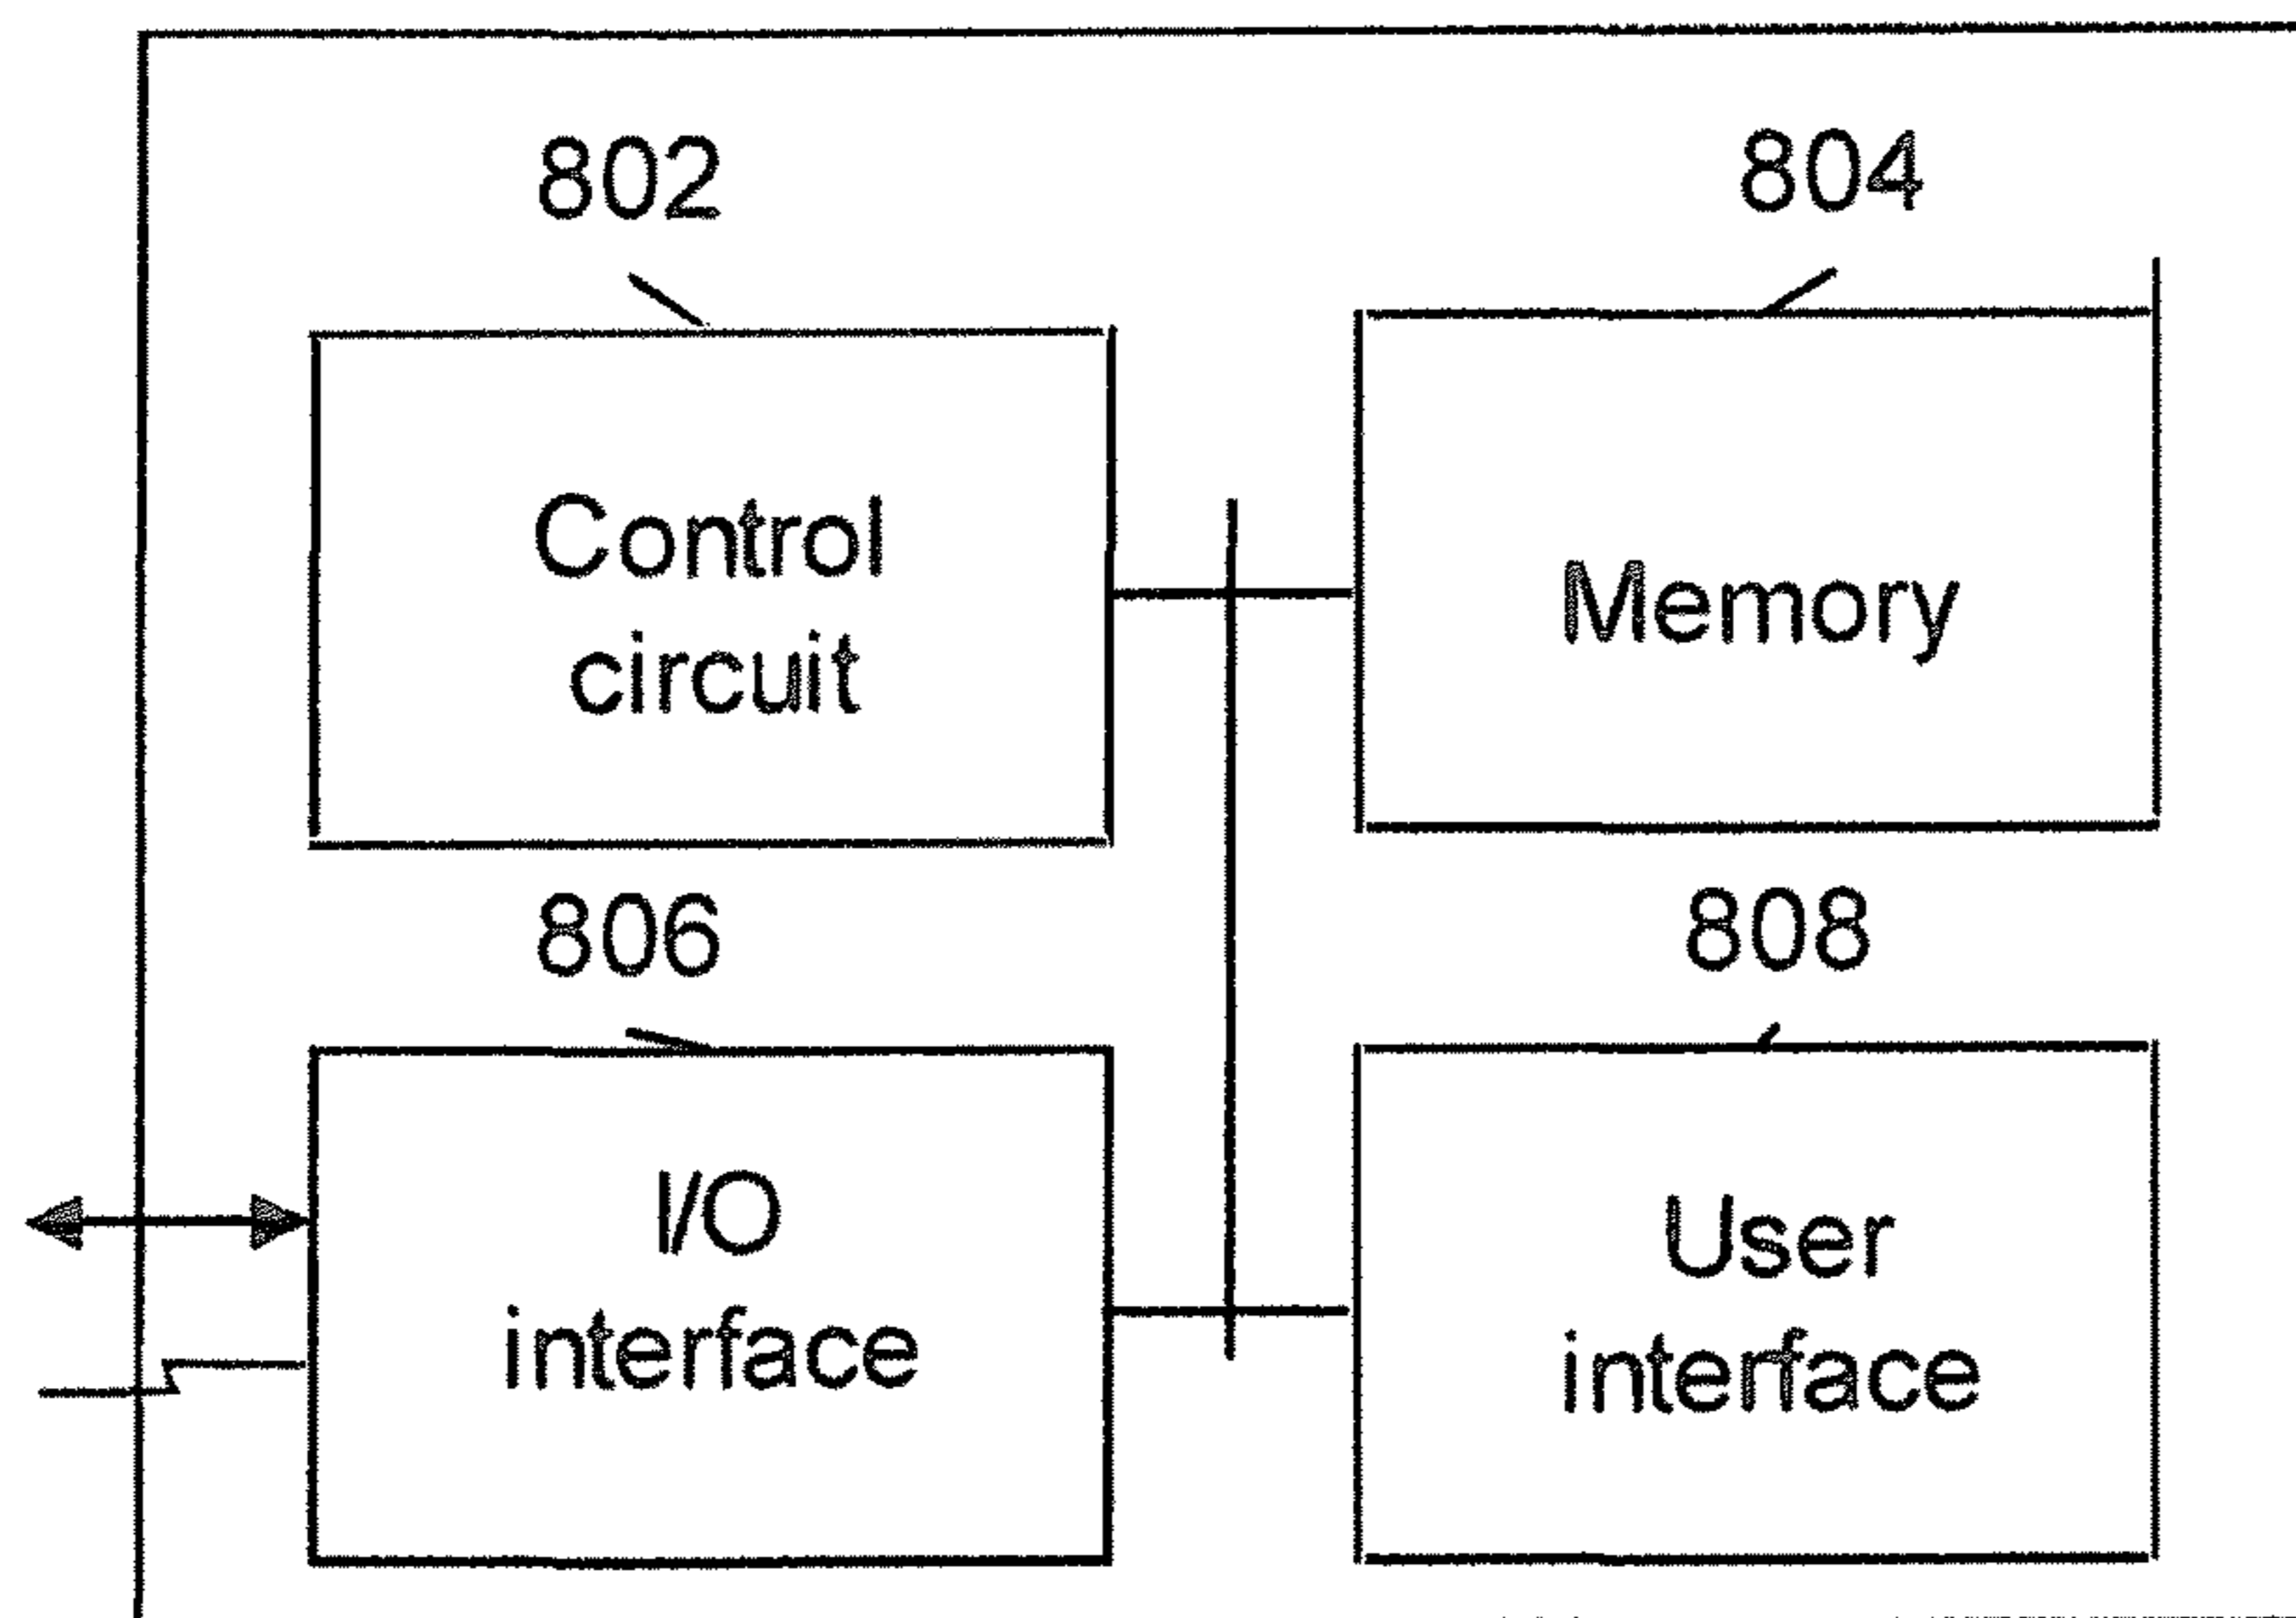 802
804
Control
circuit
Memory
806
808
I/O
interface
User
interface